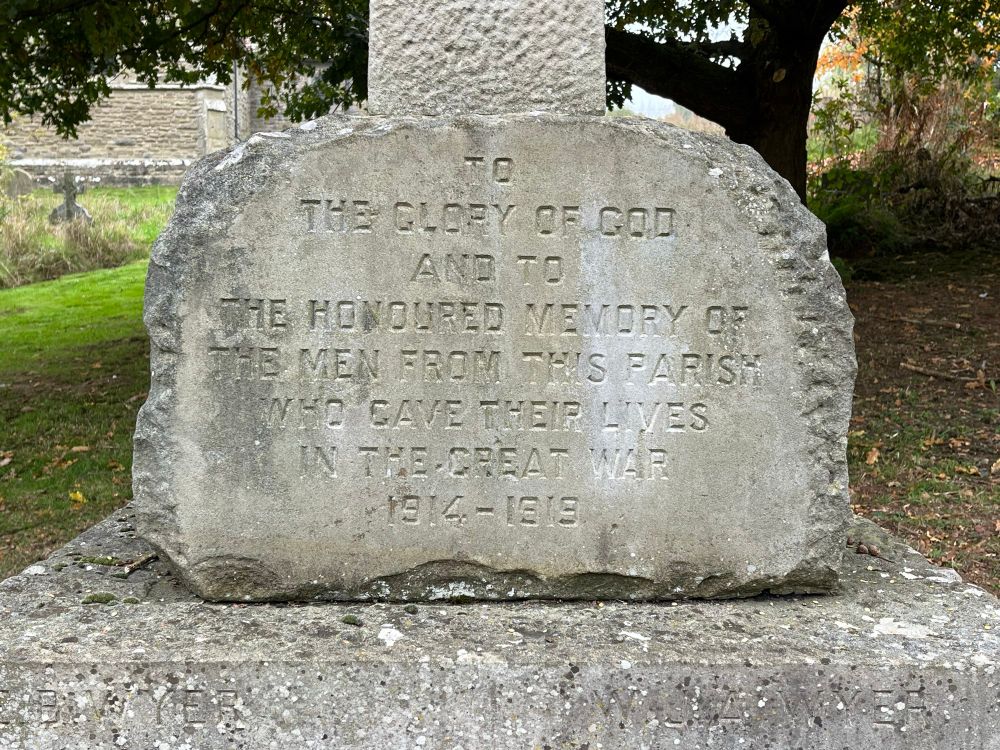 TO
THE GLORY OF GOD
AND TO
THE HONOURED MEMORY OF
THE MEN FROM THIS PARISH
WHO GAVE THEIR LIVES
IN THE GREAT WAR
1914-1919
B. WYER